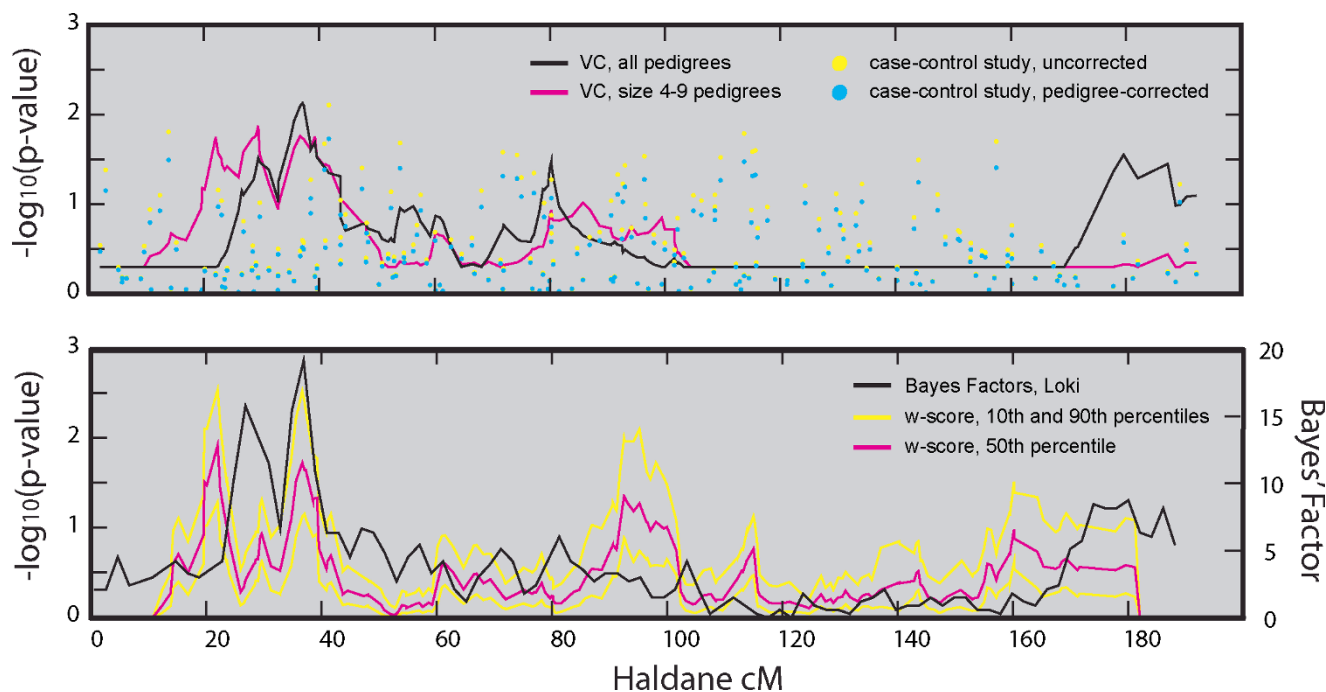 3
2
1
0
-log10(p-value)
VC, all pedigrees
VC, size 4-9 pedigrees
case-control study, uncorrected
case-control study, pedigree-corrected
3
2
1
0
-log10(p-value)
Bayes Factors, Loki
w-score, 10th and 90th percentiles
w-score, 50th percentile
20
15
10
5
0
Bayes' Factor
0 20 40 60 80 100 120 140 160 180
Haldane cM